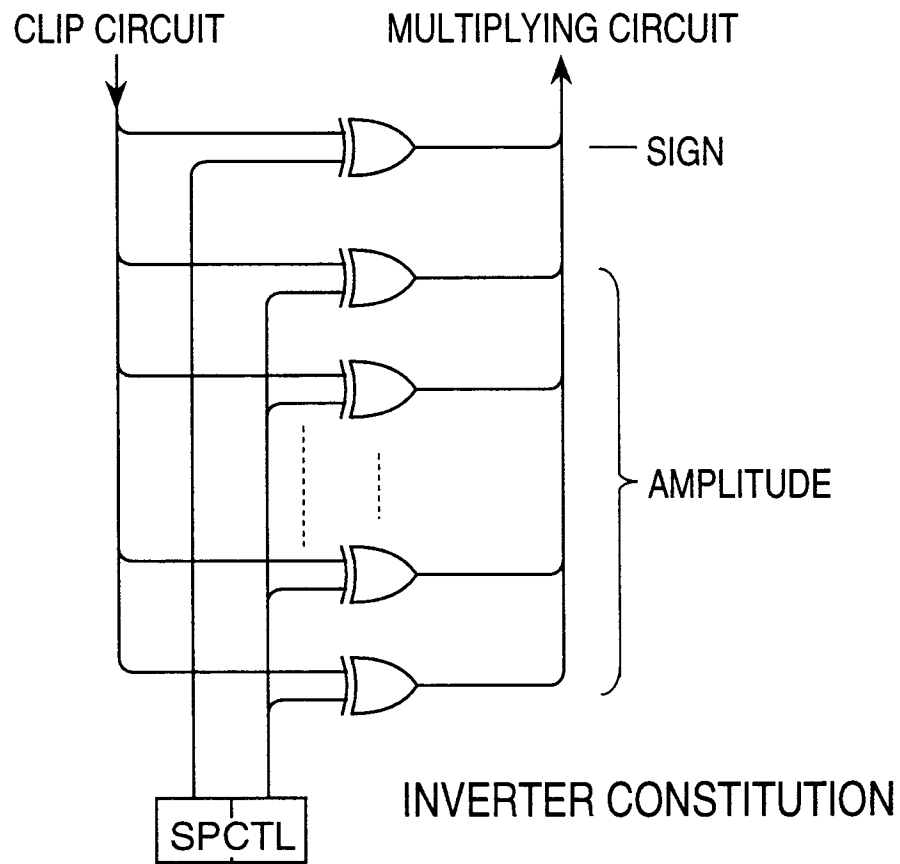 CLIP CIRCUIT
MULTIPLYING CIRCUIT
SIGN
AMPLITUDE
INVERTER CONSTITUTION
SPCTL